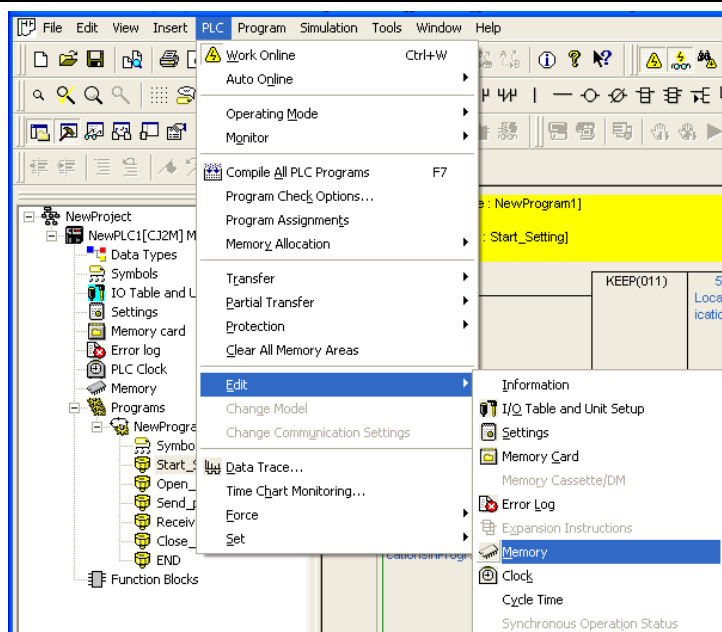 File Edit View Insert PLC Program Simulation Tools Window Help
Work Online Ctrl+W
Auto Online
Operating Mode
Monitor
Compile All PLC Programs F7
Program Check Options...
Program Assignments
Memory Allocation
Transfer
Partial Transfer
Protection
Clear All Memory Areas
Edit
Change Model
Change Communication Settings
Data Trace...
Time Chart Monitoring...
Force
Set
Information
I/O Table and Unit Setup
Settings
Memory Card
Memory Cassette/DM
Error Log
Expansion Instructions
Memory
Clock
Cycle Time
Synchronous Operation Status
NewProject
NewPLC1[CJ2M] M
Data Types
Symbols
IO Table and U
Settings
Memory card
Error log
PLC Clock
Memory
Programs
NewProgra
Symbo
Start_S
Open_
Send_
Receiv
Close_
END
Function Blocks
: NewProgram1]
: Start_Setting]
KEEP(011) 5
Loca
icatio